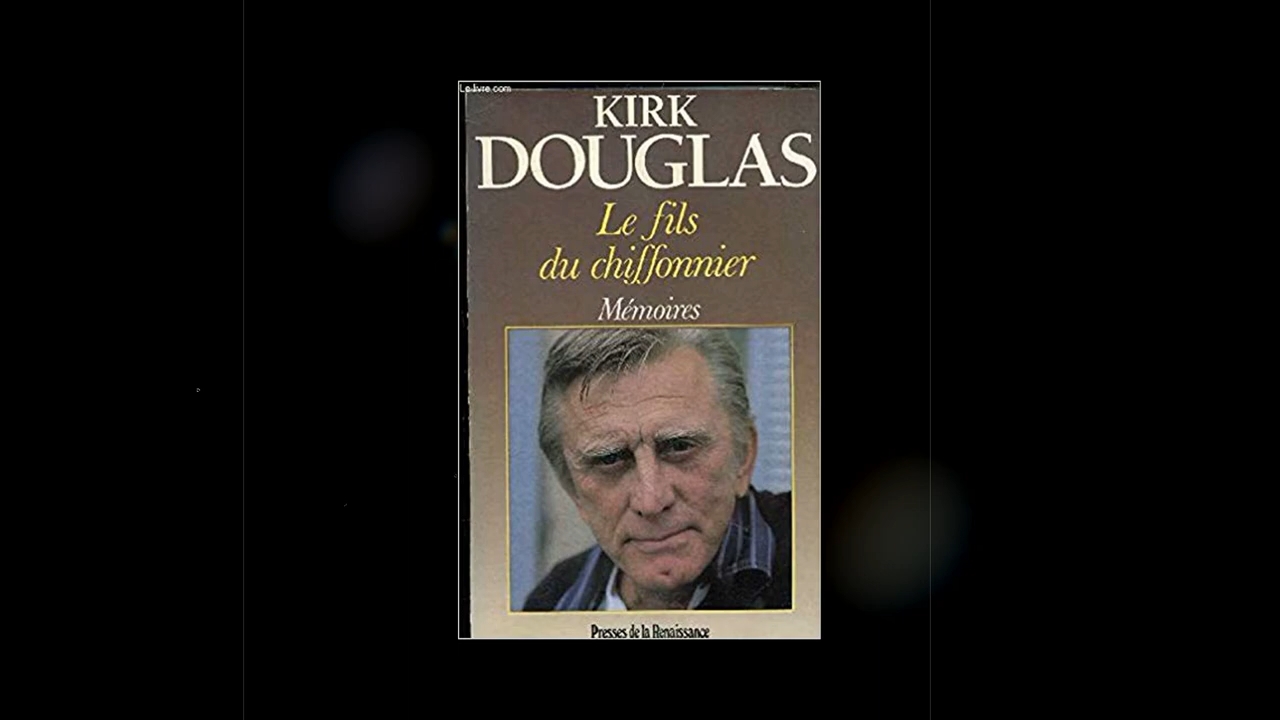 Le-livre.com
KIRK
DOUGLAS
Le fils
du chiffonnier
Mémoires
Presses de la Renaissance